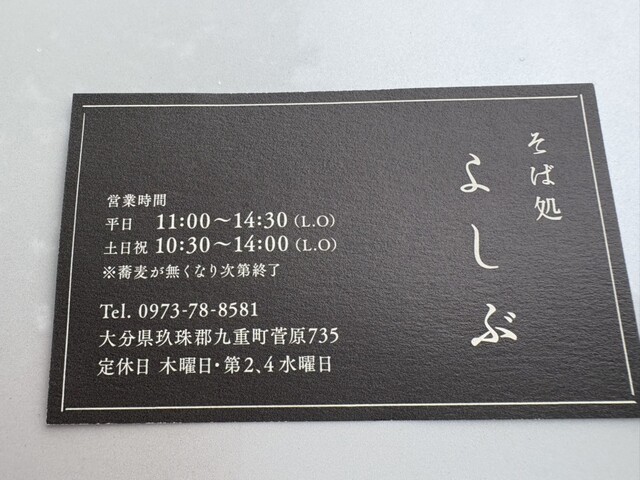 そば処
よしぶ
営業時間
平日 11:00～14:30 (L.O)
土日祝 10:30～14:00 (L.O)
※蕎麦が無くなり次第終了
Tel. 0973-78-8581
大分県玖珠郡九重町菅原735
定休日 木曜日・第2、4水曜日